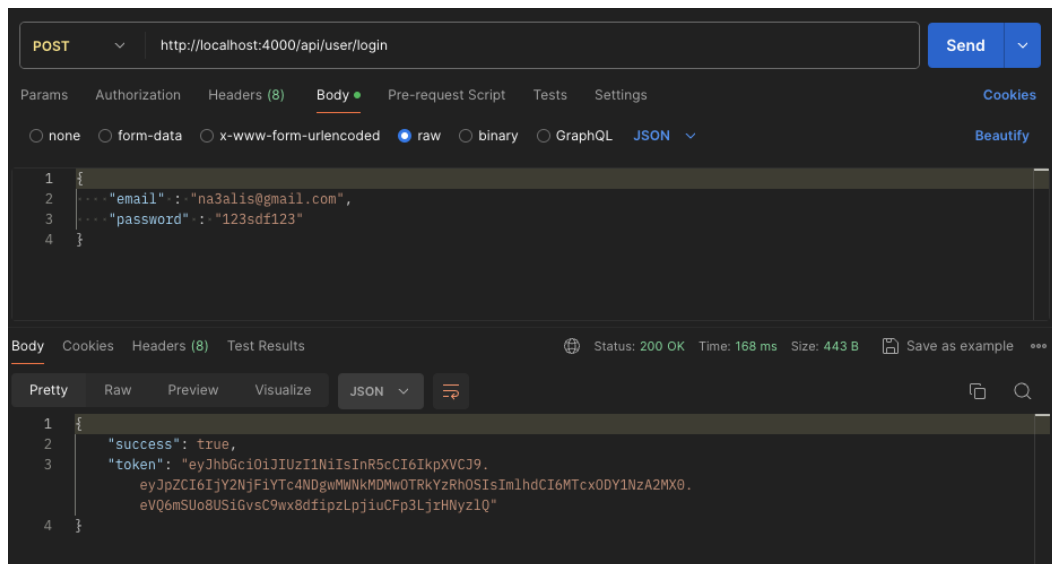 POST http://localhost:4000/api/user/login Send
Params Authorization Headers (8) Body Pre-request Script Tests Settings Cookies
none form-data x-www-form-urlencoded raw binary GraphQL JSON Beautify
1 {
2 "email" : "na3alis@gmail.com",
3 "password" : "123sdf123"
4 }
Body Cookies Headers (8) Test Results Status: 200 OK Time: 168 ms Size: 443 B Save as example
Pretty Raw Preview Visualize JSON
1 {
2 "success": true,
3 "token": "eyJhbGciOiJIUzI1NiIsInR5cCI6IkpXVCJ9.
eyJpZCI6IjY2NjFiYTc4NDgwMWNkMDMwOTRkYzRhOSIsImlhdCI6MTcxODY1NzA2MX0.
eVQ6mSUo8USiGvsC9wx8dfipzLpjiuCFp3LjrHNyzlQ"
4 }